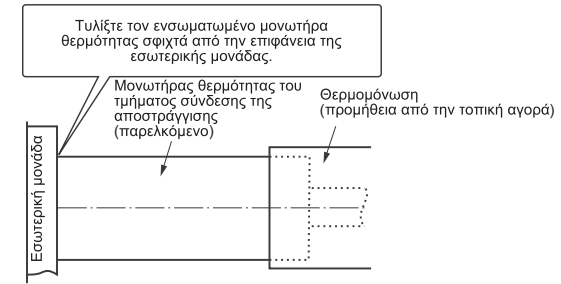 Τυλίξτε τον ενσωματωμένο μονωτήρα
θερμότητας σφιχτά από την επιφάνεια της
εσωτερικής μονάδας.
Μονωτήρας θερμότητας του
τμήματος σύνδεσης της
αποστράγγισης
(παρελκόμενο)
Θερμομόνωση
(προμήθεια από την τοπική αγορά)
Εσωτερική μονάδα